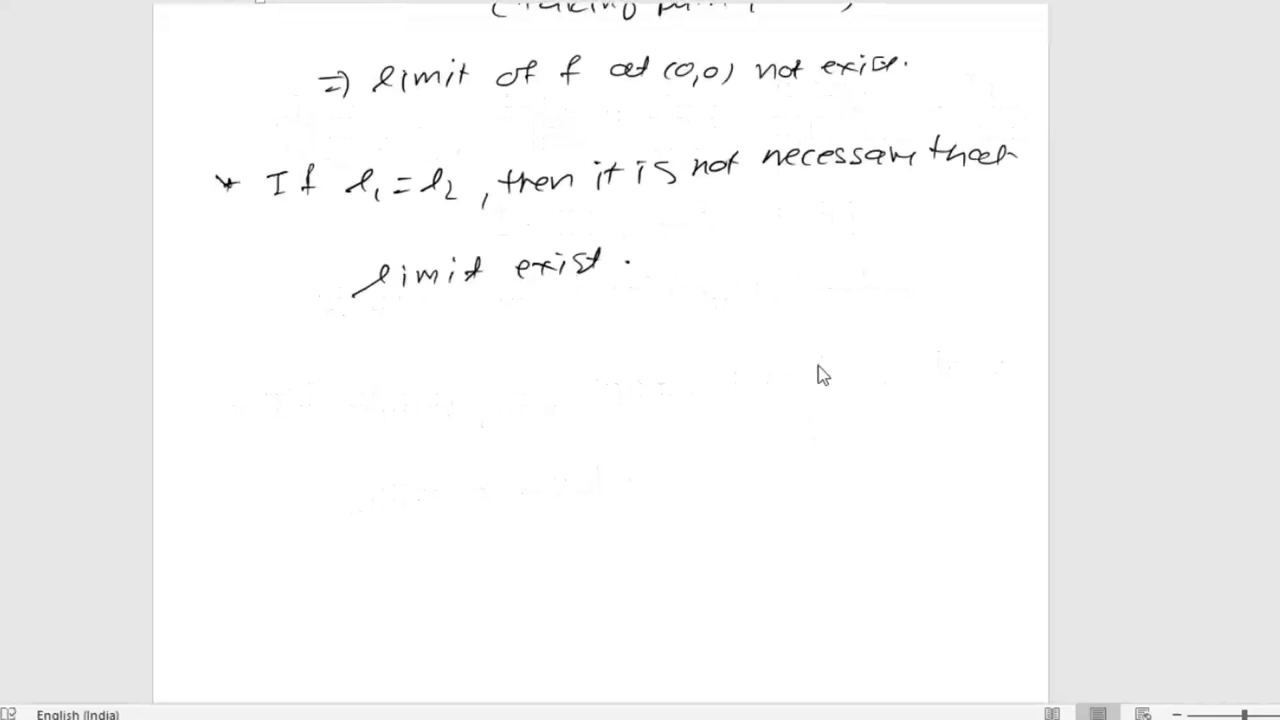 ⇒ limit of f at (0,0) not exist.
* If l₁ = l₂, then it is not necessary that
limit exist.
English (India)